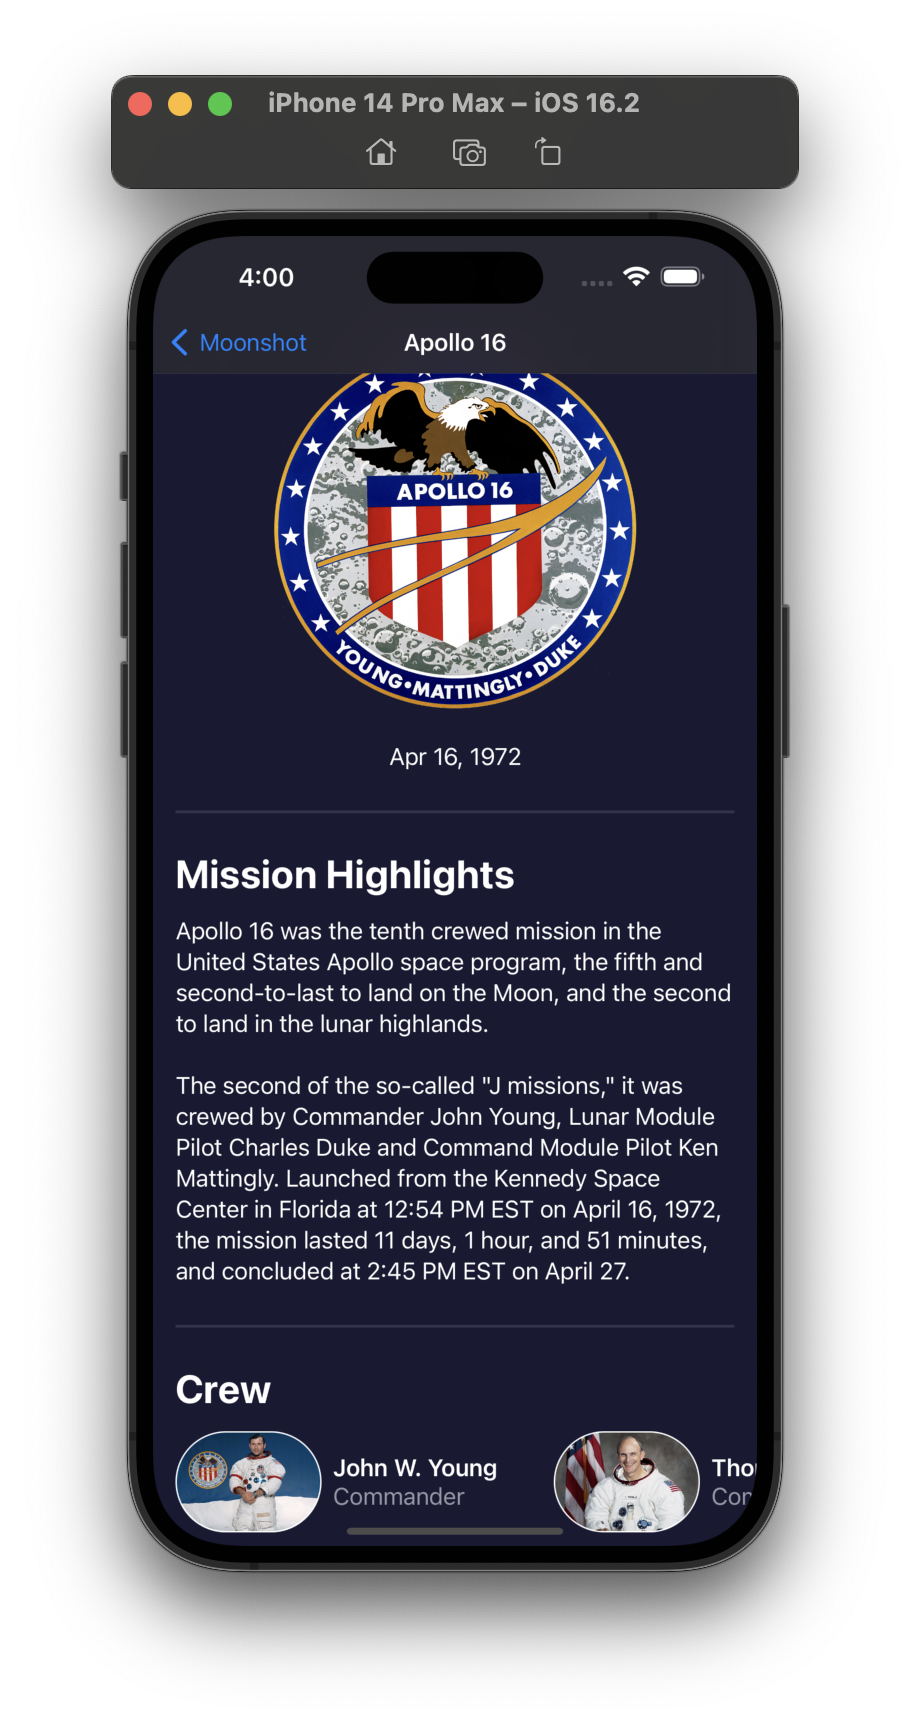 iPhone 14 Pro Max – iOS 16.2
4:00
Moonshot
Apollo 16
APOLLO 16
YOUNG•MATTINGLY•DUKE
Apr 16, 1972
Mission Highlights
Apollo 16 was the tenth crewed mission in the
United States Apollo space program, the fifth and
second-to-last to land on the Moon, and the second
to land in the lunar highlands.
The second of the so-called "J missions," it was
crewed by Commander John Young, Lunar Module
Pilot Charles Duke and Command Module Pilot Ken
Mattingly. Launched from the Kennedy Space
Center in Florida at 12:54 PM EST on April 16, 1972,
the mission lasted 11 days, 1 hour, and 51 minutes,
and concluded at 2:45 PM EST on April 27.
Crew
John W. Young
Commander